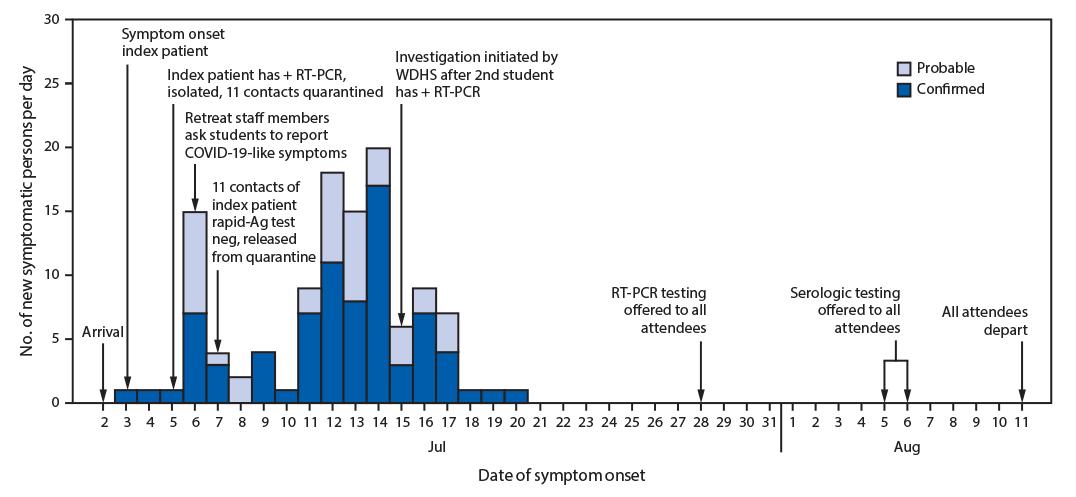 30
25
20
15
10
5
0
No. of new symptomatic persons per day
Symptom onset
index patient
Index patient has + RT-PCR,
isolated, 11 contacts quarantined
Retreat staff members
ask students to report
COVID-19-like symptoms
11 contacts of
index patient
rapid-Ag test
neg, released
from quarantine
Arrival
Investigation initiated by
WDHS after 2nd student
has + RT-PCR
Probable
Confirmed
RT-PCR testing
offered to all
attendees
Serologic testing
offered to all
attendees
All attendees
depart
2 3 4 5 6 7 8 9 10 11 12 13 14 15 16 17 18 19 20 21 22 23 24 25 26 27 28 29 30 31 1 2 3 4 5 6 7 8 9 10 11
Jul Aug
Date of symptom onset